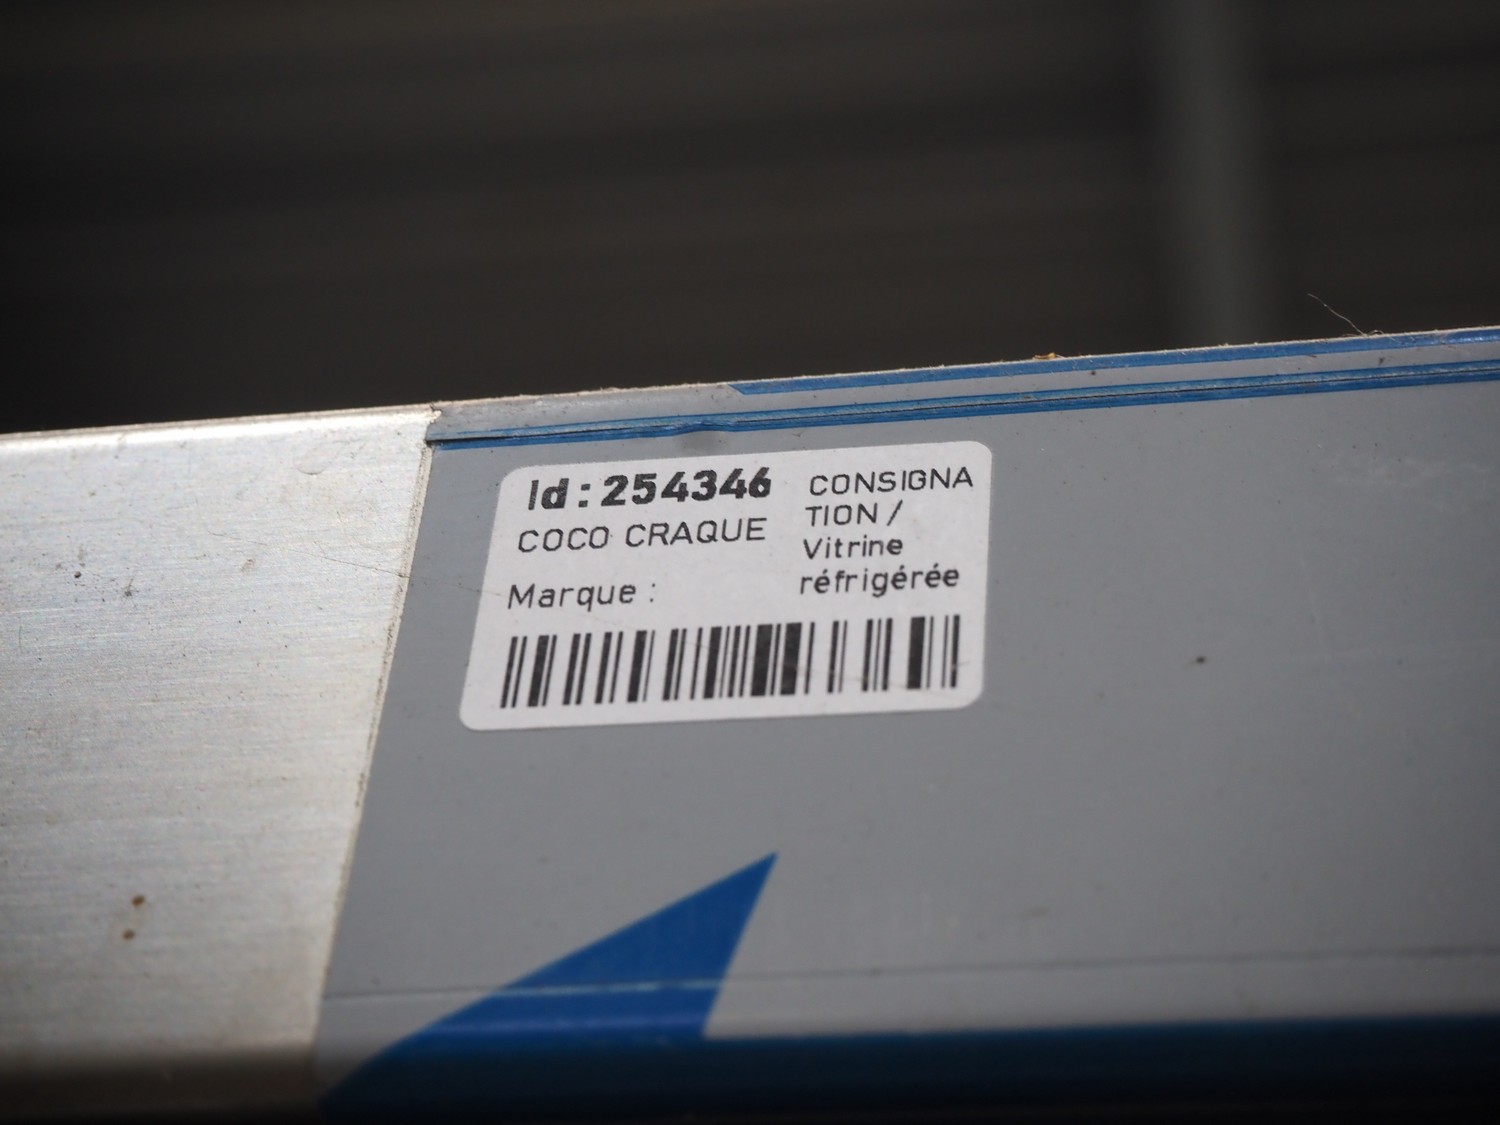 Id : 254346
COCO CRAQUE
Marque :
CONSIGNA
TION /
Vitrine
réfrigérée